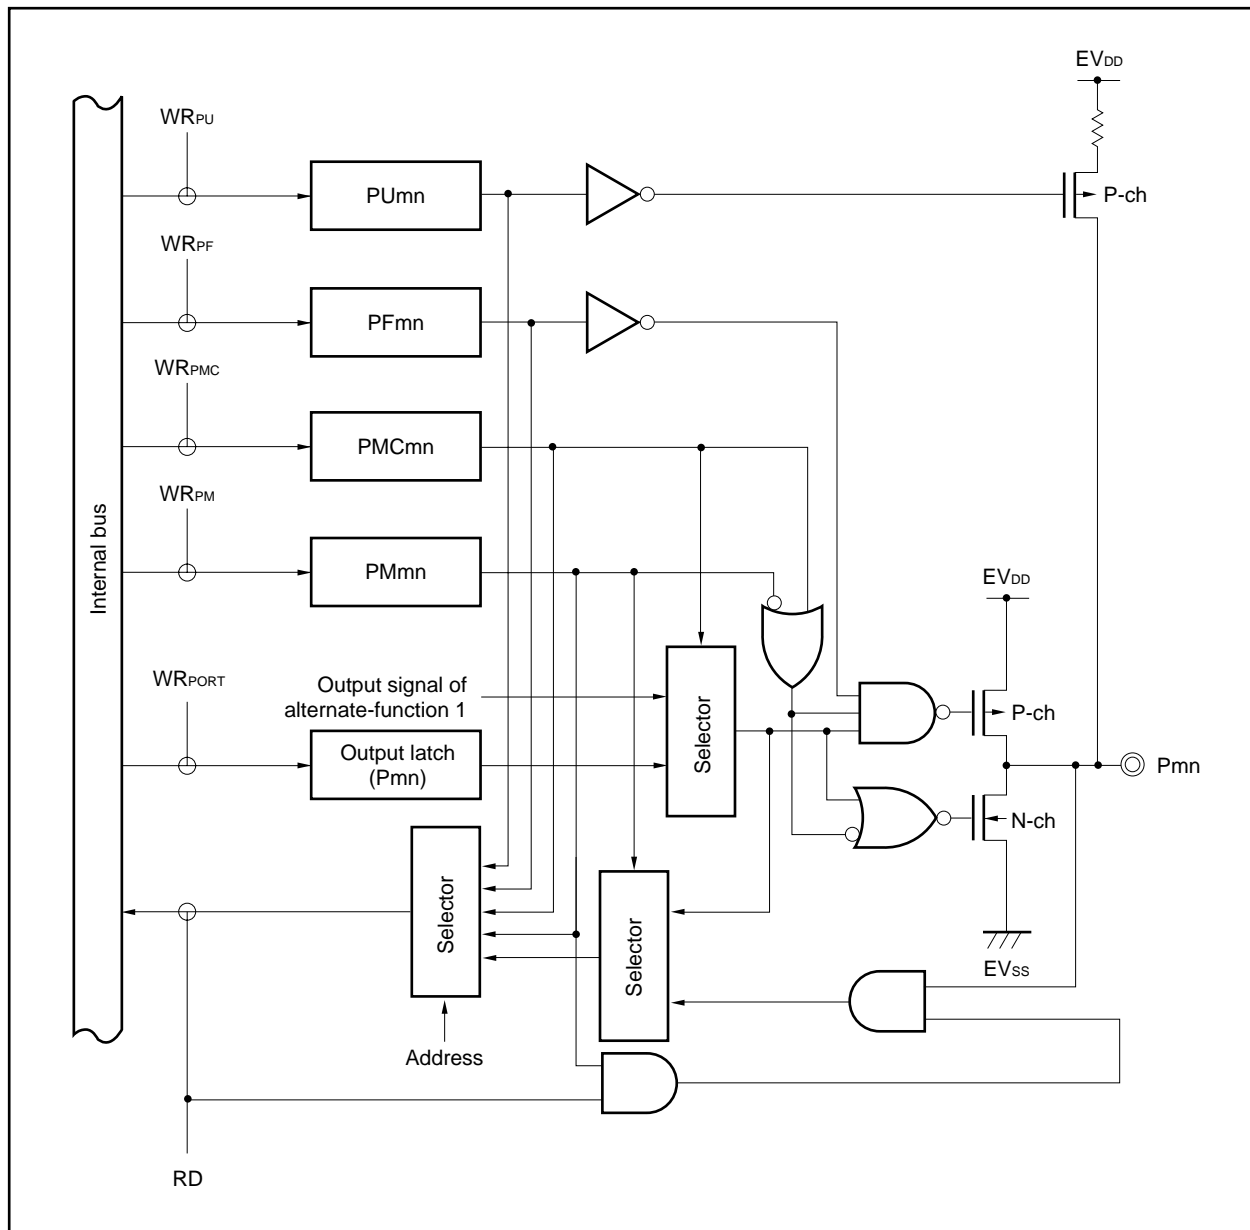 EVDD
WRPU
PUmn
P-ch
WRPF
PFmn
WRPMC
PMCmn
WRPM
PMmn
Internal bus
EVDD
WRPORT
Output signal of
alternate-function 1
Selector
P-ch
Output latch
(Pmn)
Pmn
N-ch
Selector
Selector
EVSS
Address
RD